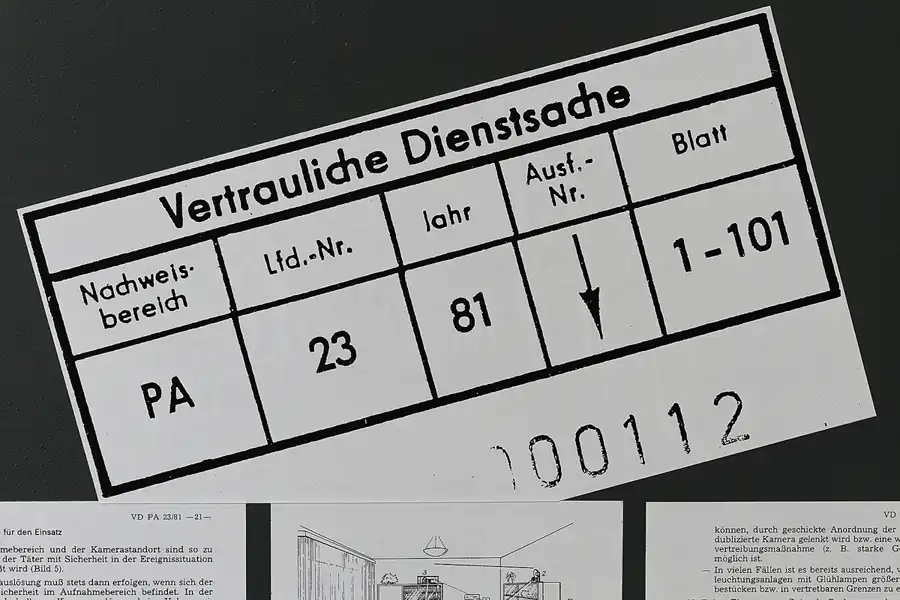 Vertrauliche Dienstsache
Nachweis-
bereich
Lfd.-Nr.
Jahr
Ausf.-
Nr.
Blatt
PA
23
81
1-101
000112
VD PA 23/81 —21—
für den Einsatz
mebereich und der Kamerastandort sind so zu
der Täter mit Sicherheit in der Ereignissituation
wird (Bild 5).
auslösung muß stets dann erfolgen, wenn sich der
icherheit im Aufnahmebereich befindet. In der
VD
können, durch geschickte Anordnung der
dublizierte Kamera gelenkt wird bzw. eine w
vertreibungsmaßnahme (z. B. starke G
möglich ist.
— In vielen Fällen ist es bereits ausreichend, v
leuchtungsanlagen mit Glühlampen größer
bestücken bzw. in vertretbaren Grenzen zu e